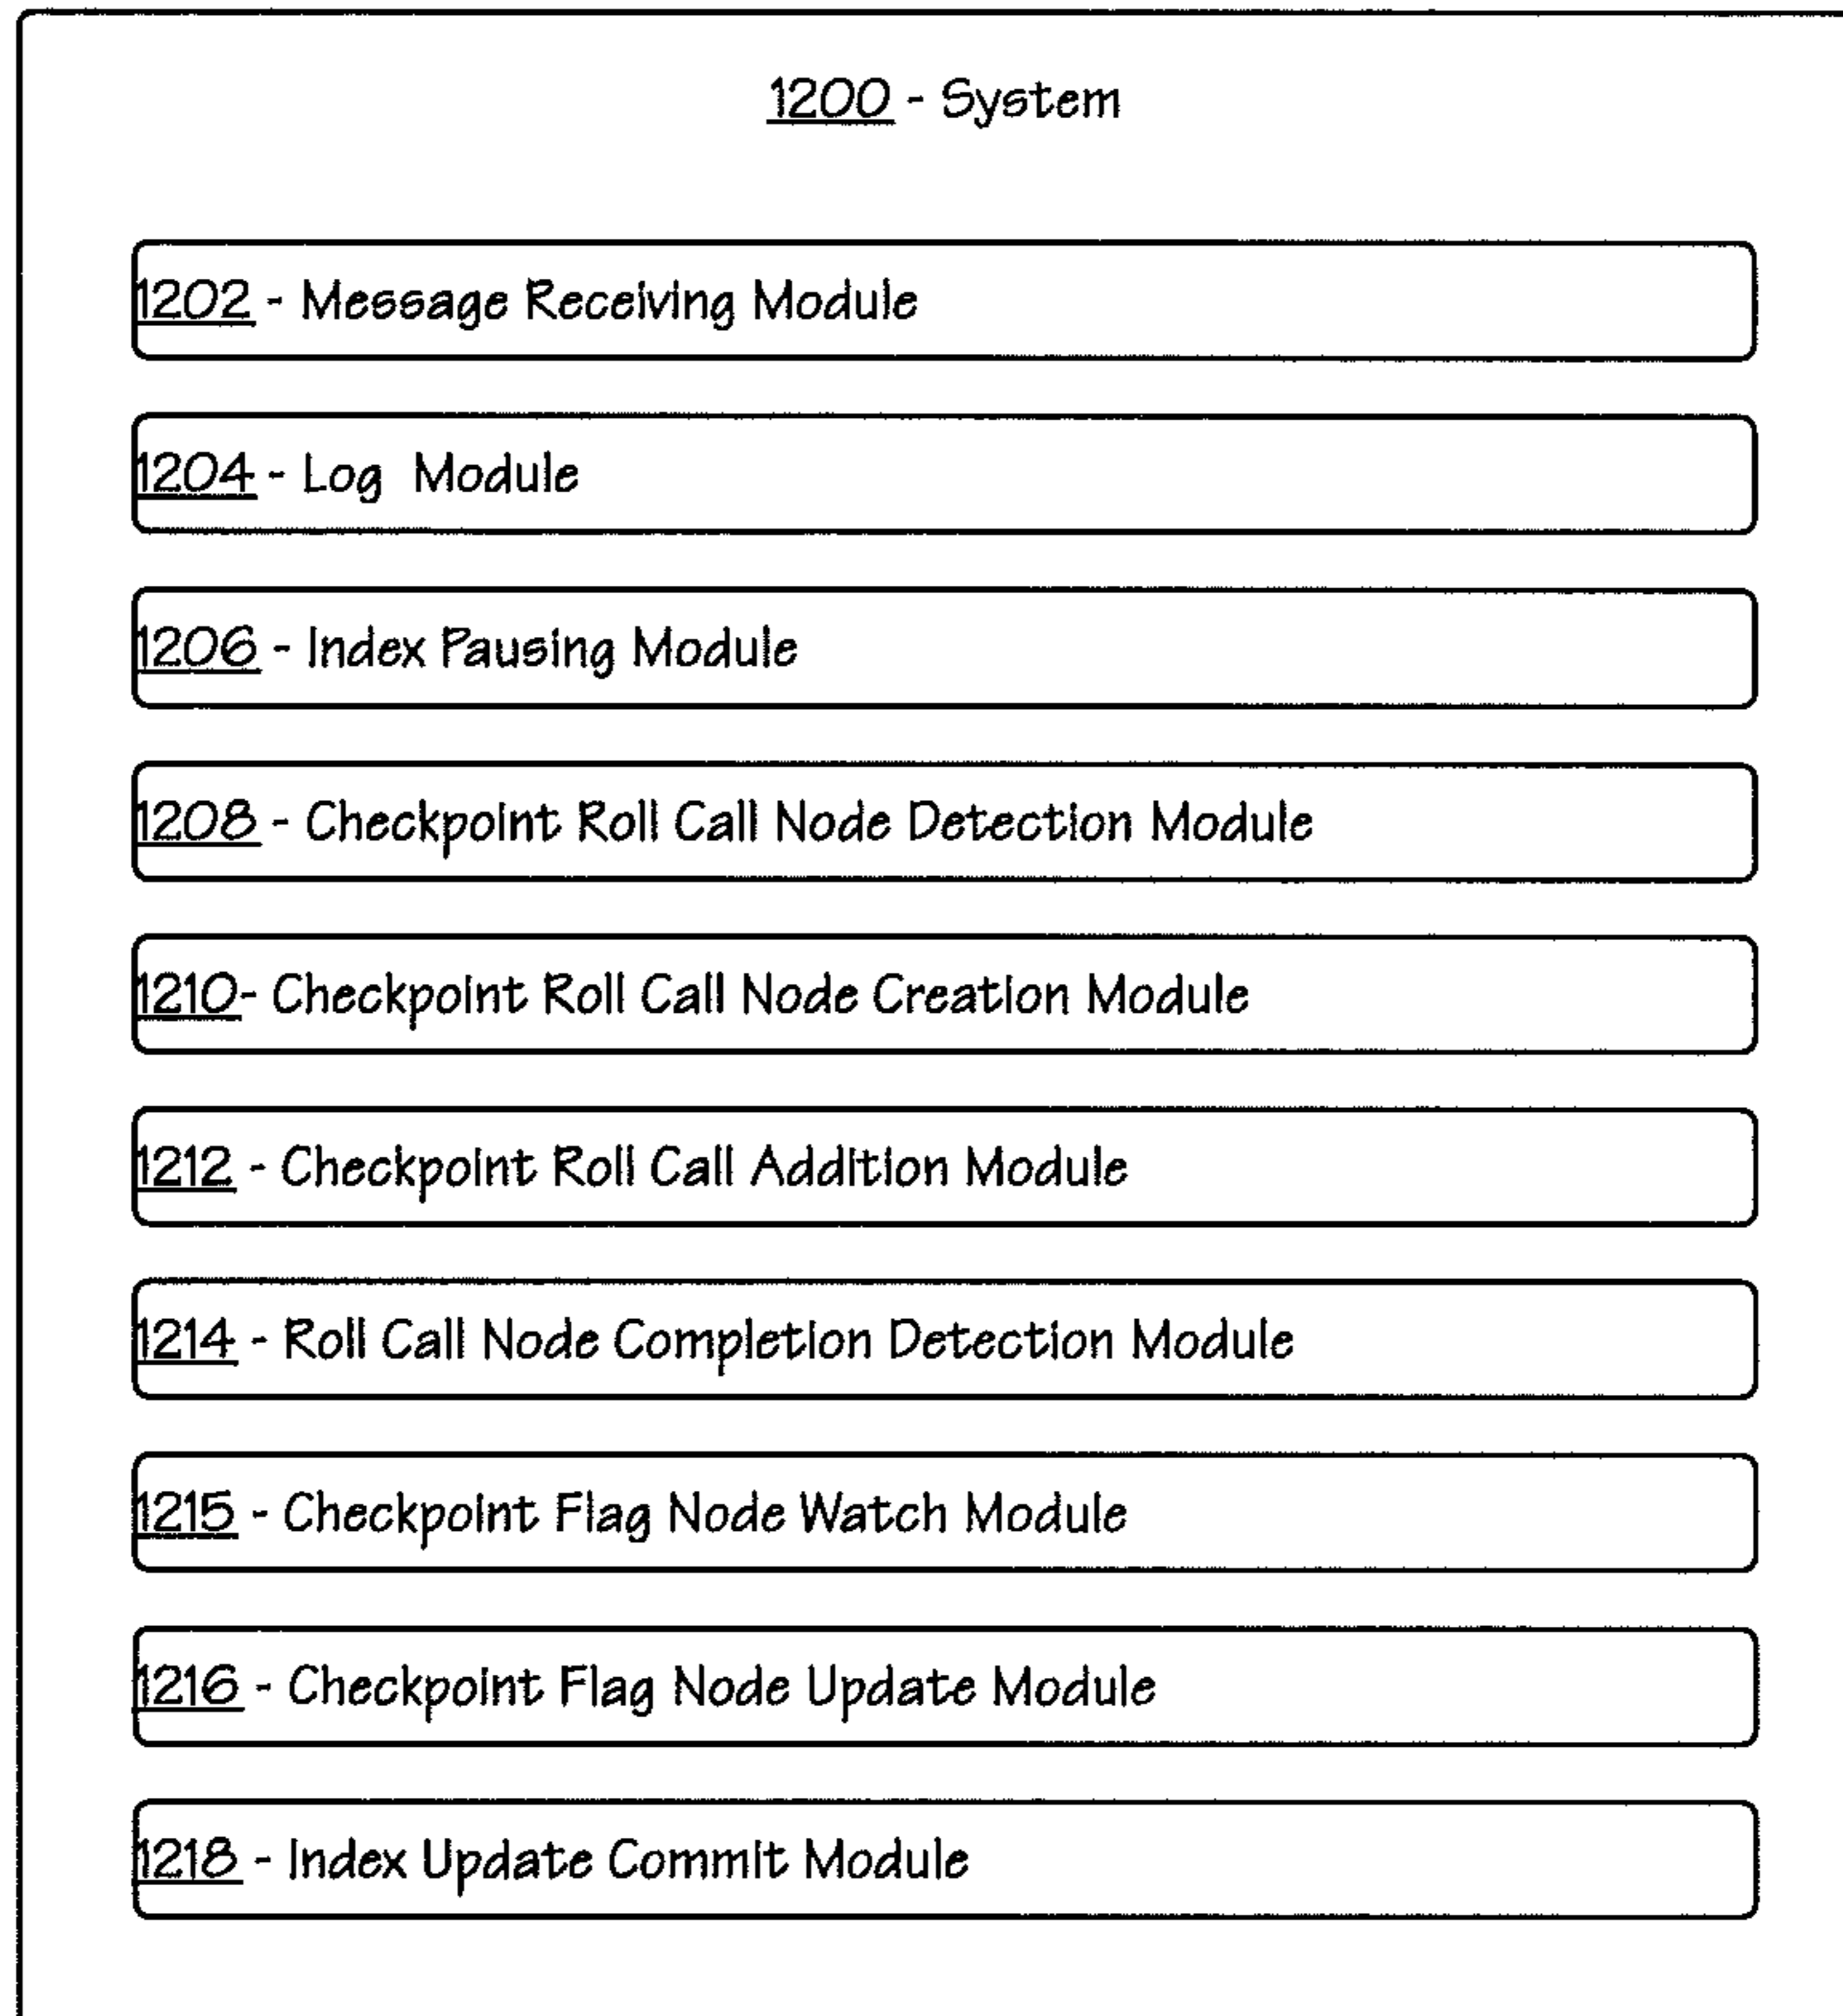 1200 - System
1202 - Message Receiving Module
1204 - Log Module
1206 - Index Pausing Module
1208 - Checkpoint Roll Call Node Detection Module
1210- Checkpoint Roll Call Node Creation Module
1212 - Checkpoint Roll Call Addition Module
1214 - Roll Call Node Completion Detection Module
1215 - Checkpoint Flag Node Watch Module
1216 - Checkpoint Flag Node Update Module
1218 - Index Update Commit Module